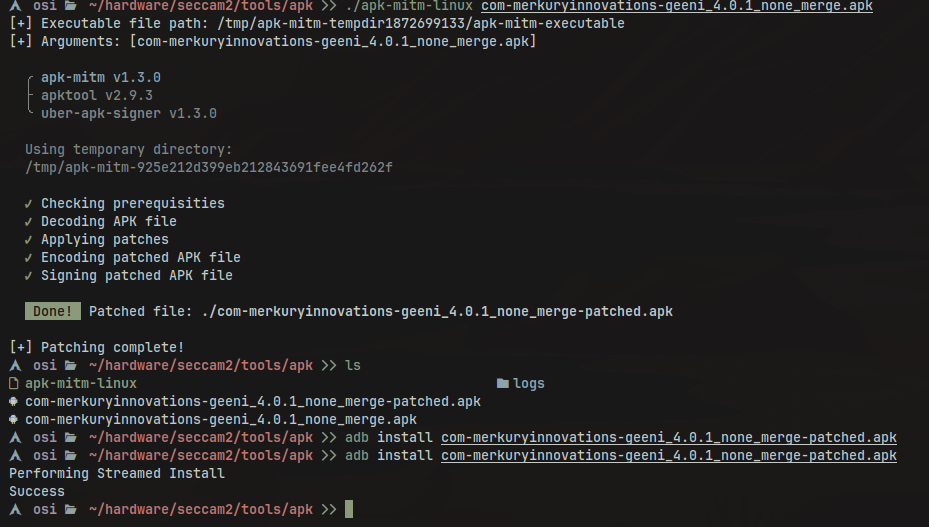 osi ~/hardware/seccam2/tools/apk >> ./apk-mitm-linux com-merkuryinnovations-geeni_4.0.1_none_merge.apk
[+] Executable file path: /tmp/apk-mitm-tempdir1872699133/apk-mitm-executable
[+] Arguments: [com-merkuryinnovations-geeni_4.0.1_none_merge.apk]
apk-mitm v1.3.0
apktool v2.9.3
uber-apk-signer v1.3.0
Using temporary directory:
/tmp/apk-mitm-925e212d399eb212843691fee4fd262f
✓ Checking prerequisities
✓ Decoding APK file
✓ Applying patches
✓ Encoding patched APK file
✓ Signing patched APK file
Done! Patched file: ./com-merkuryinnovations-geeni_4.0.1_none_merge-patched.apk
[+] Patching complete!
osi ~/hardware/seccam2/tools/apk >> ls
apk-mitm-linux logs
com-merkuryinnovations-geeni_4.0.1_none_merge-patched.apk
com-merkuryinnovations-geeni_4.0.1_none_merge.apk
osi ~/hardware/seccam2/tools/apk >> adb install com-merkuryinnovations-geeni_4.0.1_none_merge-patched.apk
osi ~/hardware/seccam2/tools/apk >> adb install com-merkuryinnovations-geeni_4.0.1_none_merge-patched.apk
Performing Streamed Install
Success
osi ~/hardware/seccam2/tools/apk >>